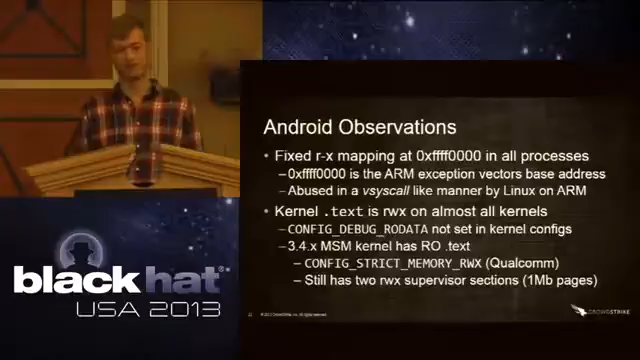 Android Observations
• Fixed r-x mapping at 0xffff0000 in all processes
–0xffff0000 is the ARM exception vectors base address
–Abused in a vsyscall like manner by Linux on ARM
• Kernel .text is rwx on almost all kernels
–CONFIG_DEBUG_RODATA not set in kernel configs
–3.4.x MSM kernel has RO .text
–CONFIG_STRICT_MEMORY_RWX (Qualcomm)
–Still has two rwx supervisor sections (1Mb pages)
CROWDSTRIKE
black hat
USA 2013